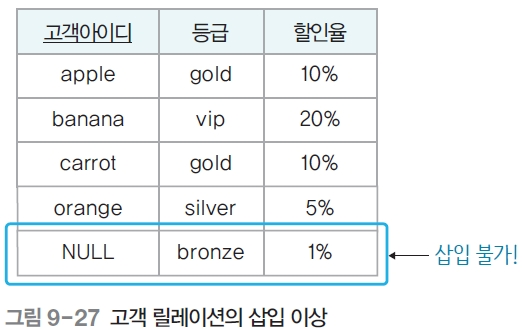 고객아이디 등급 할인율
apple gold 10%
banana vip 20%
carrot gold 10%
orange silver 5%
NULL bronze 1% 삽입 불가!
그림 9-27 고객 릴레이션의 삽입 이상